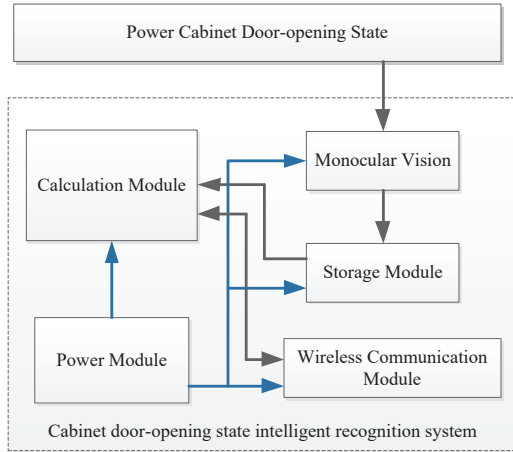 Power Cabinet Door-opening State
Monocular Vision
Calculation Module
Storage Module
Power Module
Wireless Communication
Module
Cabinet door-opening state intelligent recognition system